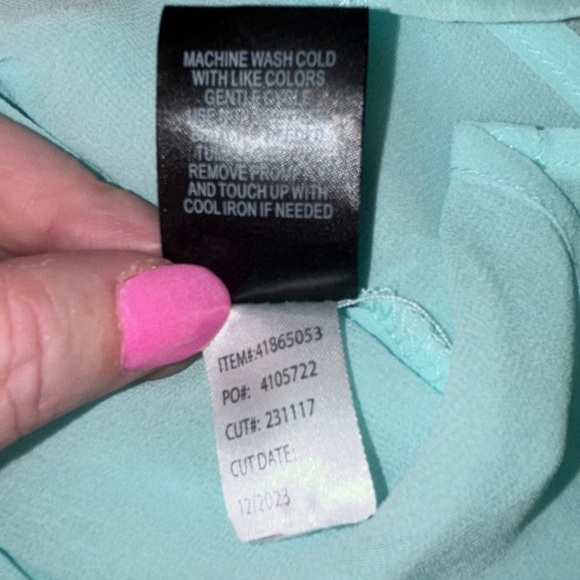 MACHINE WASH COLD
WITH LIKE COLORS
GENTLE CYCLE
USE
REMOVE
AND TOUCH UP WITH
COOL IRON IF NEEDED
ITEM#:41865053
PO#: 4105722
CUT#: 231117
CUT DATE:
12/2023